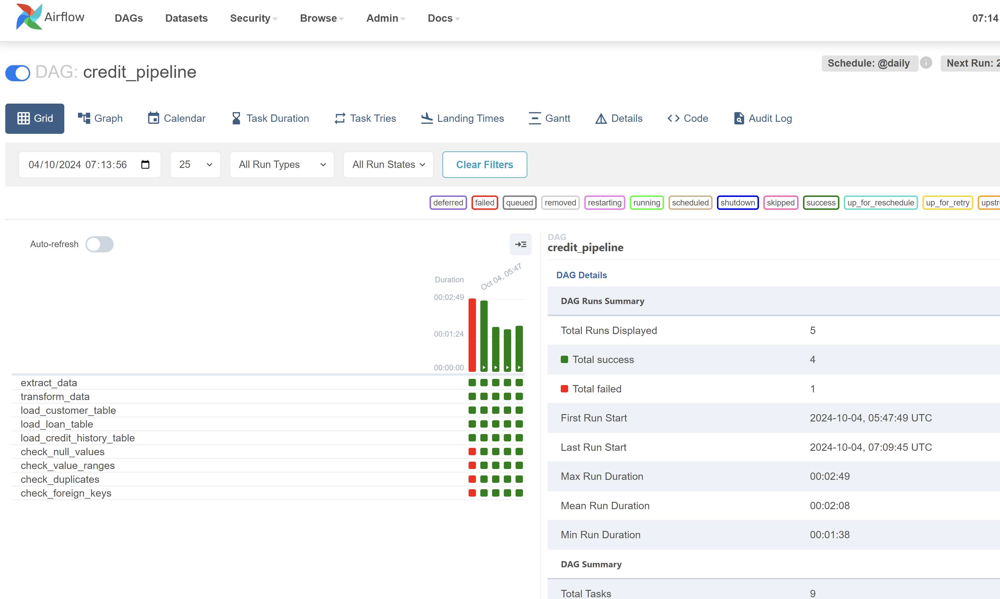 Airflow DAGs Datasets Security Browse Admin Docs 07:14
Schedule: @daily i Next Run: 2
DAG: credit_pipeline
Grid Graph Calendar Task Duration Task Tries Landing Times Gantt Details Code Audit Log
04/10/2024 07:13:56 25 All Run Types All Run States Clear Filters
deferred failed queued removed restarting running scheduled shutdown skipped success up_for_reschedule up_for_retry upstr
Auto-refresh
Oct 04, 05:47
Duration
00:02:49
00:01:24
00:00:00
extract_data
transform_data
load_customer_table
load_loan_table
load_credit_history_table
check_null_values
check_value_ranges
check_duplicates
check_foreign_keys
DAG
credit_pipeline
DAG Details
DAG Runs Summary
Total Runs Displayed 5
Total success 4
Total failed 1
First Run Start 2024-10-04, 05:47:49 UTC
Last Run Start 2024-10-04, 07:09:45 UTC
Max Run Duration 00:02:49
Mean Run Duration 00:02:08
Min Run Duration 00:01:38
DAG Summary
Total Tasks 9